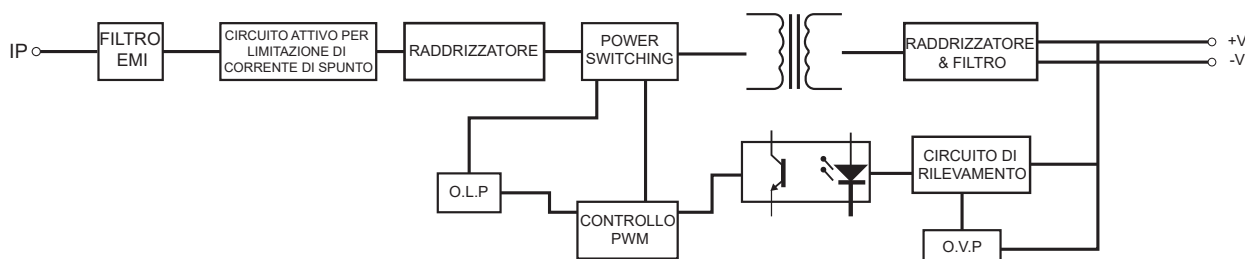 IP
FILTRO
EMI
CIRCUITO ATTIVO PER
LIMITAZIONE DI
CORRENTE DI SPUNTO
RADDRIZZATORE
POWER
SWITCHING
RADDRIZZATORE
& FILTRO
+V
-V
O.L.P
CONTROLLO
PWM
CIRCUITO DI
RILEVAMENTO
O.V.P